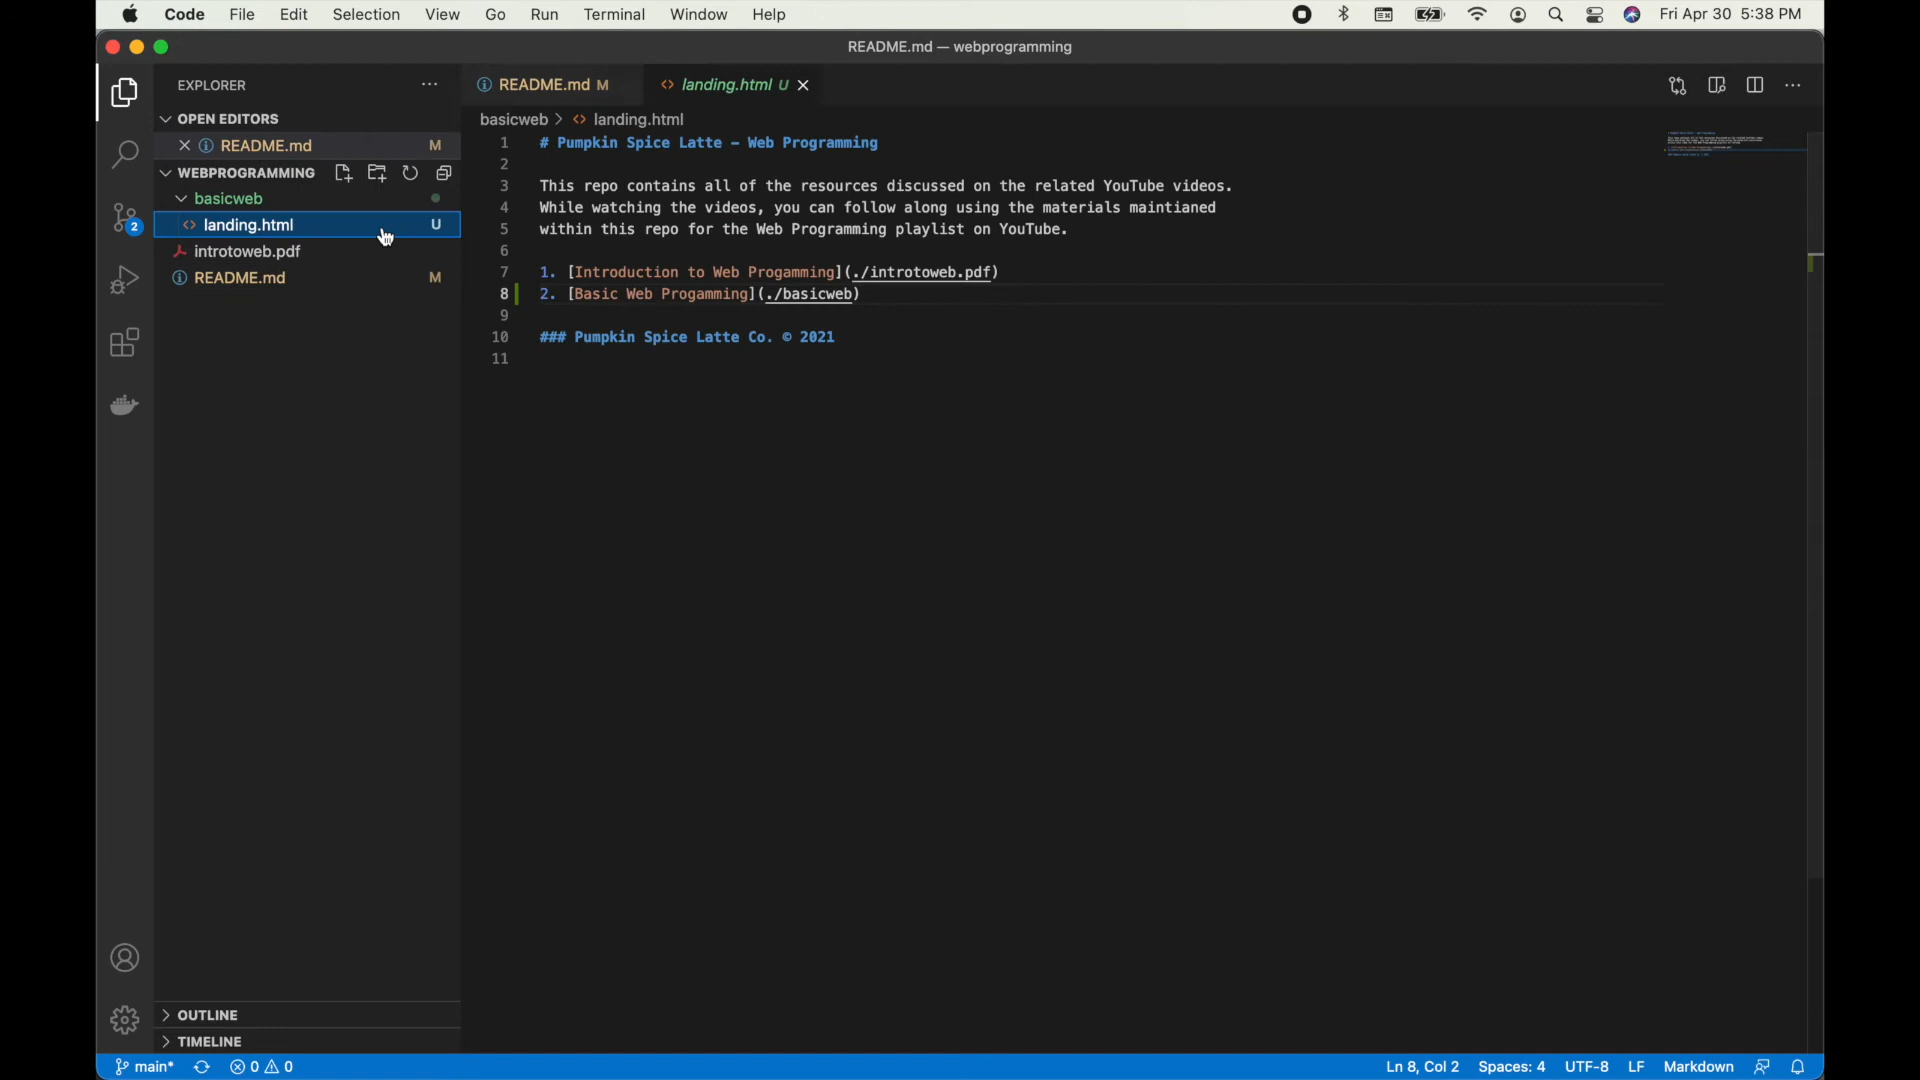 Code File Edit Selection View Go Run Terminal Window Help Fri Apr 30 5:38 PM
README.md — webprogramming
EXPLORER
OPEN EDITORS
README.md M
WEBPROGRAMMING
basicweb
landing.html U
introtoweb.pdf
README.md M
OUTLINE
TIMELINE
2
README.md M landing.html U
basicweb > landing.html
1 # Pumpkin Spice Latte – Web Programming
2
3 This repo contains all of the resources discussed on the related YouTube videos.
4 While watching the videos, you can follow along using the materials maintianed
5 within this repo for the Web Programming playlist on YouTube.
6
7 1. [Introduction to Web Progamming](./introtoweb.pdf)
8 2. [Basic Web Progamming](./basicweb)
9
10 ### Pumpkin Spice Latte Co. © 2021
11
main* 0 0 Ln 8, Col 2 Spaces: 4 UTF-8 LF Markdown